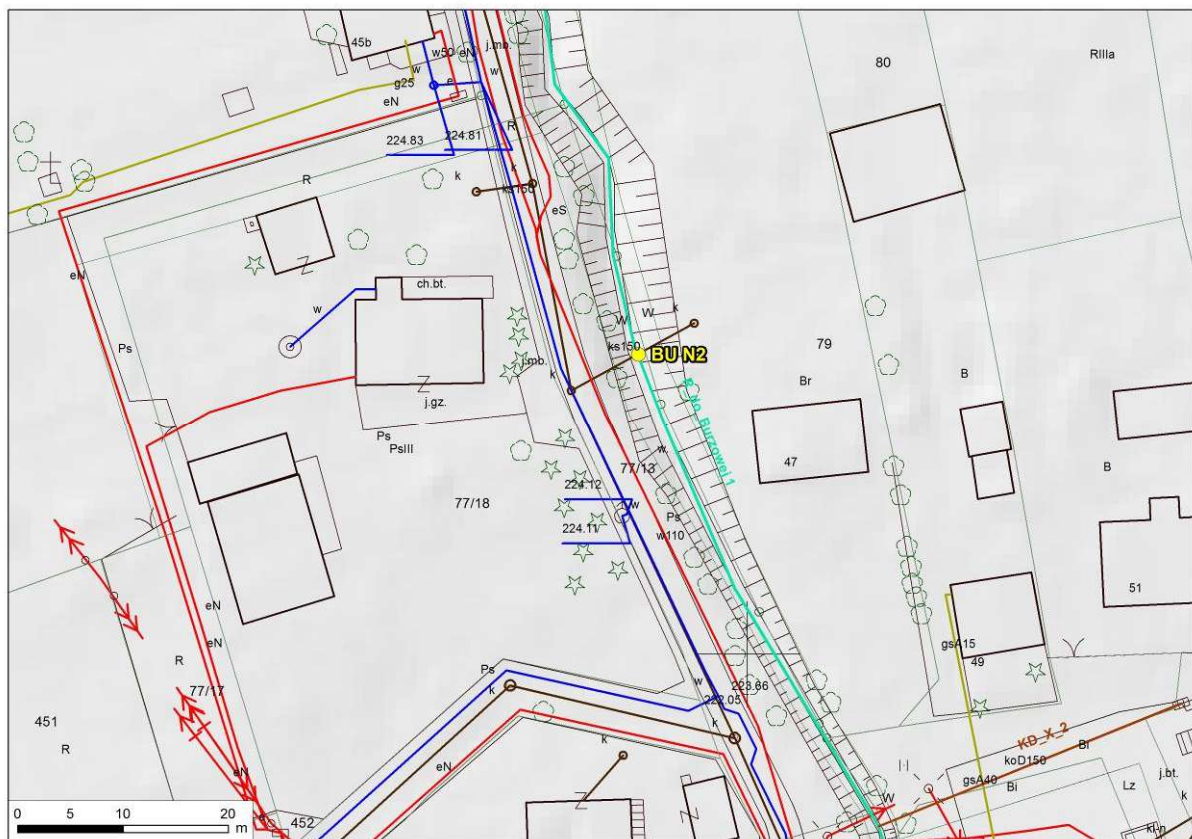 45b
w50
eN
j.mb.
w
w
e
g25
eN
80
RIIIa
224.83
224.81
R
k
k
ks150
R
eS
eN
w
ch.bt.
W
W
k
ks150
BU N2
Ps
j.mb.
k
79
Br
B
Z
Z
j.gz.
Ps
PsIII
R_No_Burzowej 1
w
47
77/13
B
224.12
77/18
w
Ps
224.11
w110
51
eN
gsA15
eN
49
R
Ps
k
77/17
w
223.66
222.05
451
k
R
KD_X_2
k
Bi
koD150
eN
eN
gsA40
Bi
Lz
j.bt.
W
k
Z
Z
e
452
0 10 20
m